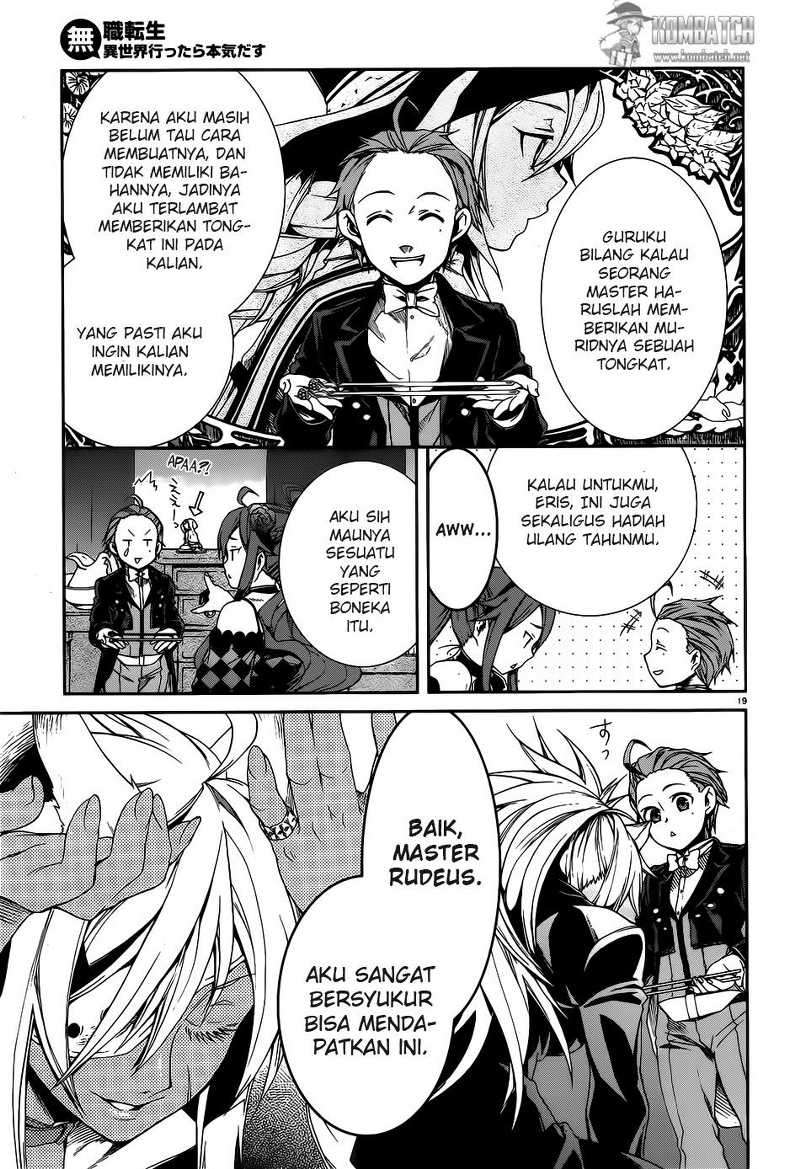 無職転生
異世界行ったら本気だす
KOMBATCH
www.kombatch.net
GURUKU
BILANG KALAU
SEORANG
MASTER HA-
RUSLAH MEM-
BERIKAN MU-
RIDNYA SEBUAH
TONGKAT.
KARENA AKU MASIH
BELUM TAU CARA
MEMBUATNYA, DAN
TIDAK MEMILIKI BA-
HANNYA, JADINYA
AKU TERLAMBAT
MEMBERIKAN TONG-
KAT INI PADA
KALIAN.
YANG PASTI AKU
INGIN KALIAN
MEMILIKINYA.
KALAU UNTUKMU,
ERIS, INI JUGA
SEKALIGUS HADIAH
ULANG TAHUNMU.
AWW...
AKU SIH
MAUNYA
SESUATU
YANG
SEPERTI
BONEKA
ITU.
APAA?!
19
すっ
BAIK,
MASTER
RUDEUS.
AKU SANGAT
BERSYUKUR
BISA MENDA-
PATKAN INI.